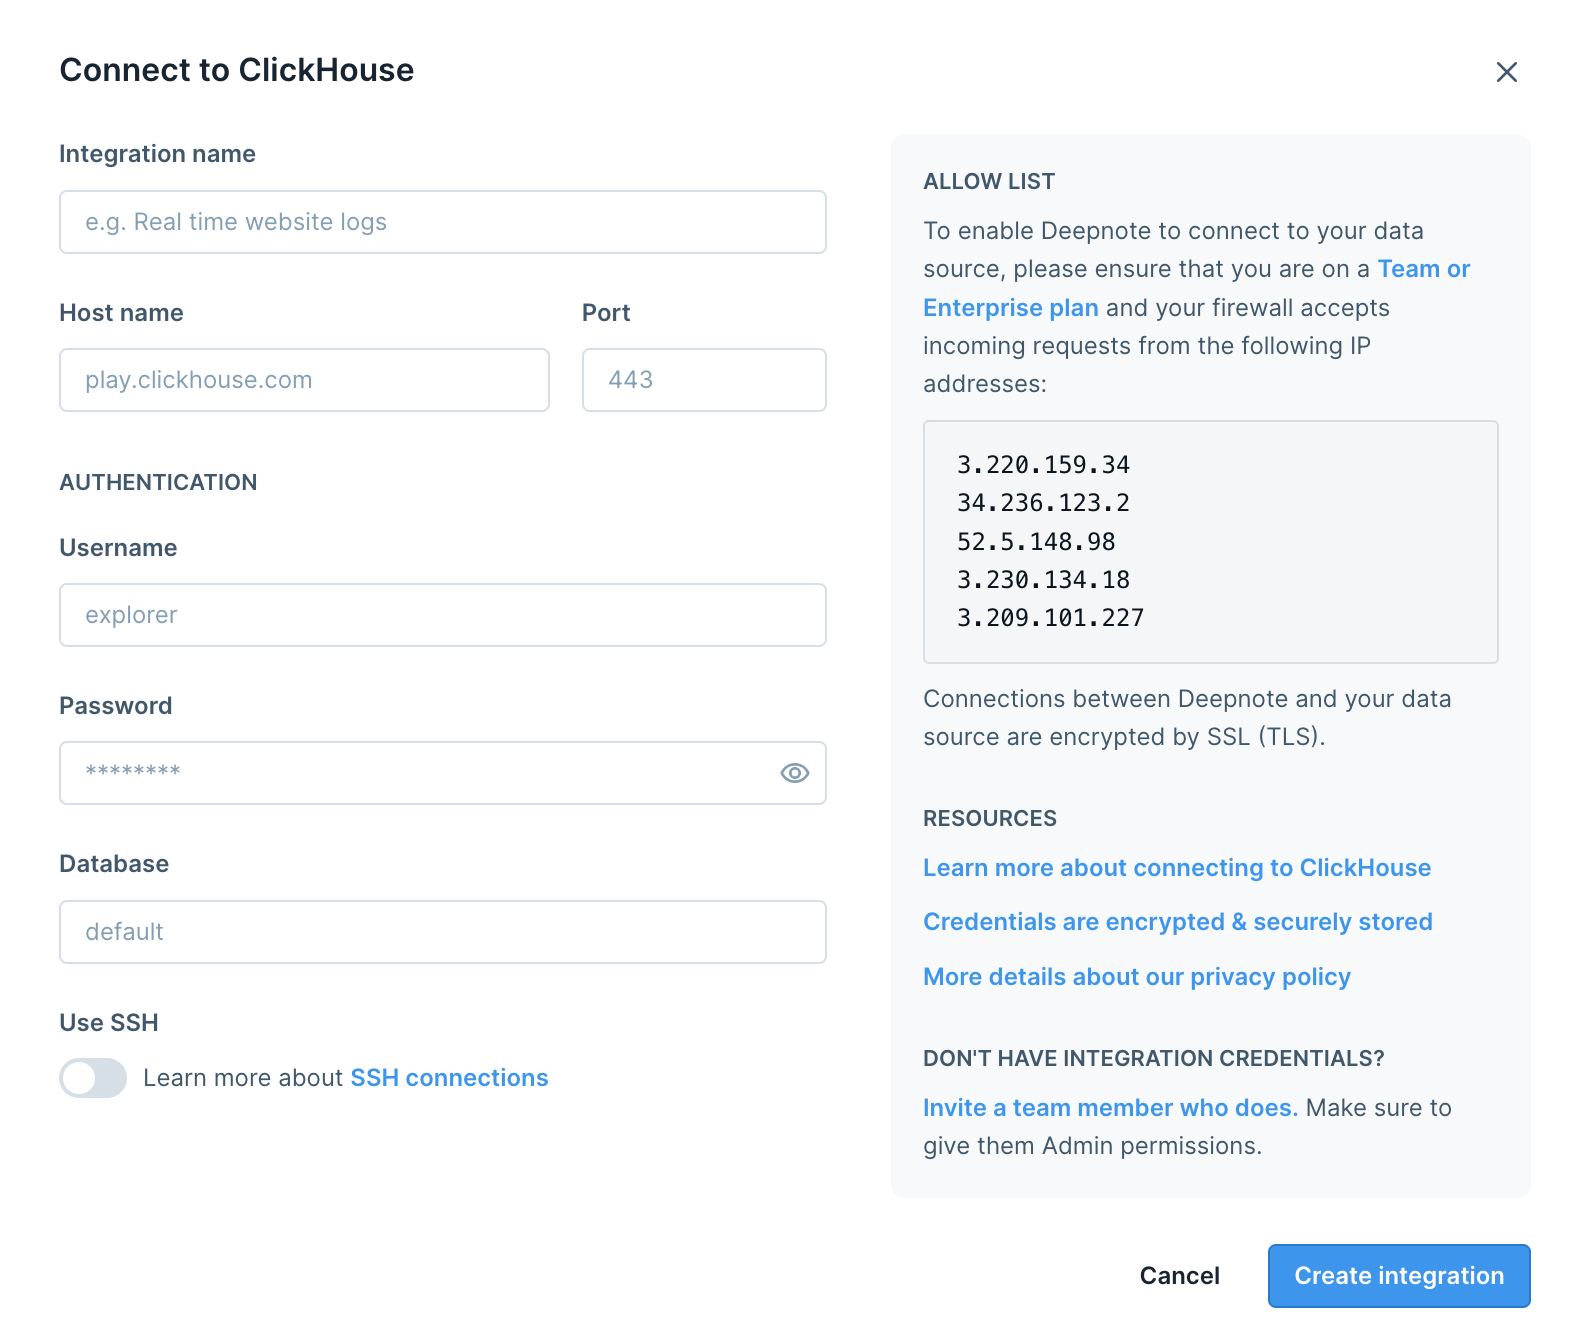 Connect to ClickHouse
Integration name
e.g. Real time website logs
Host name
Port
play.clickhouse.com
443
AUTHENTICATION
Username
explorer
Password
********
Database
default
Use SSH
Learn more about SSH connections
ALLOW LIST
To enable Deepnote to connect to your data
source, please ensure that you are on a Team or
Enterprise plan and your firewall accepts
incoming requests from the following IP
addresses:
3.220.159.34
34.236.123.2
52.5.148.98
3.230.134.18
3.209.101.227
Connections between Deepnote and your data
source are encrypted by SSL (TLS).
RESOURCES
Learn more about connecting to ClickHouse
Credentials are encrypted & securely stored
More details about our privacy policy
DON'T HAVE INTEGRATION CREDENTIALS?
Invite a team member who does. Make sure to
give them Admin permissions.
Cancel
Create integration